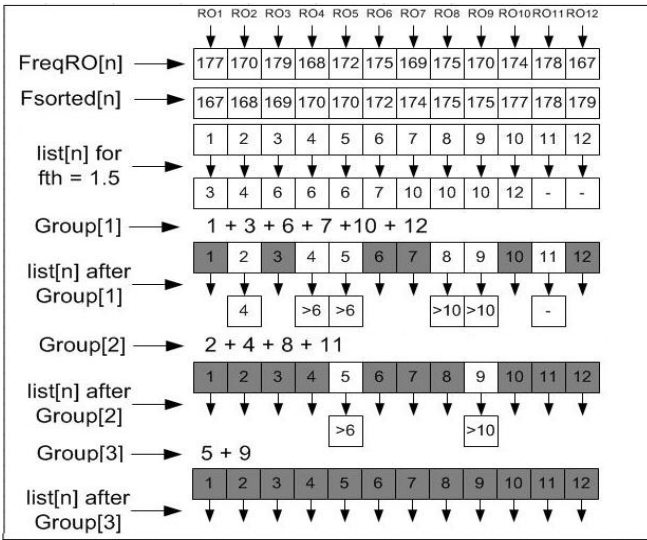 RO1 RO2 RO3 RO4 RO5 RO6 RO7 RO8 RO9 RO10 RO11 RO12
FreqRO[n] 177 170 179 168 172 175 169 175 170 174 178 167
Fsorted[n] 167 168 169 170 170 172 174 175 175 177 178 179
1 2 3 4 5 6 7 8 9 10 11 12
list[n] for
fth = 1.5
3 4 6 6 6 7 10 10 10 12 - -
Group[1] 1 + 3 + 6 + 7 +10 + 12
1 2 3 4 5 6 7 8 9 10 11 12
list[n] after
Group[1]
4 >6 >6 >10 >10 -
Group[2] 2 + 4 + 8 + 11
1 2 3 4 5 6 7 8 9 10 11 12
list[n] after
Group[2]
>6 >10
Group[3] 5 + 9
1 2 3 4 5 6 7 8 9 10 11 12
list[n] after
Group[3]